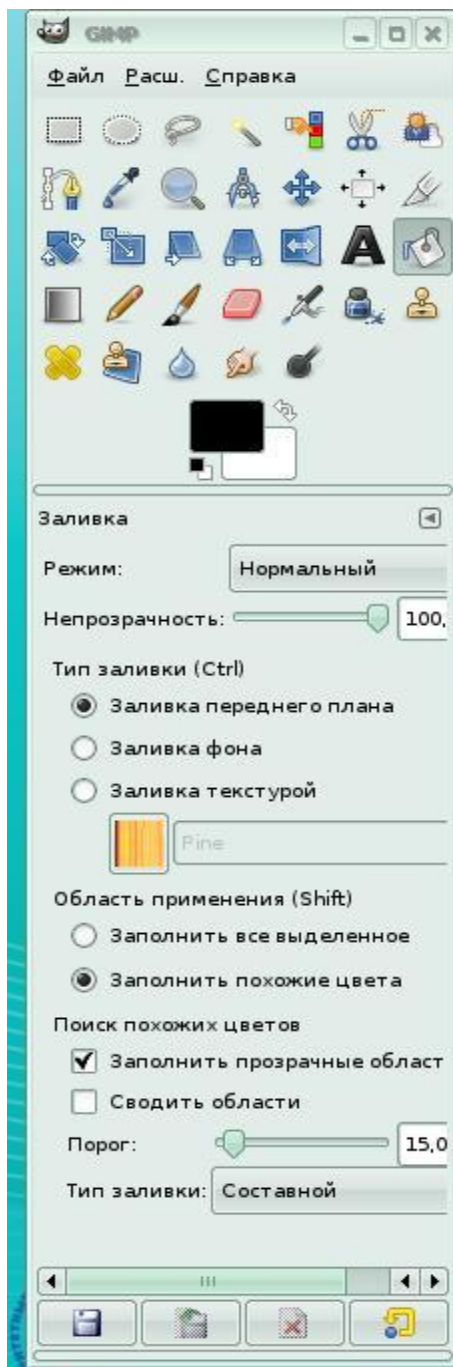 GIMP
Файл Расш. Справка
Заливка
Режим: Нормальный
Непрозрачность: 100,
Тип заливки (Ctrl)
Заливка переднего плана
Заливка фона
Заливка текстурой
Pine
Область применения (Shift)
Заполнить все выделенное
Заполнить похожие цвета
Поиск похожих цветов
Заполнить прозрачные област
Сводить области
Порог: 15,0
Тип заливки: Составной